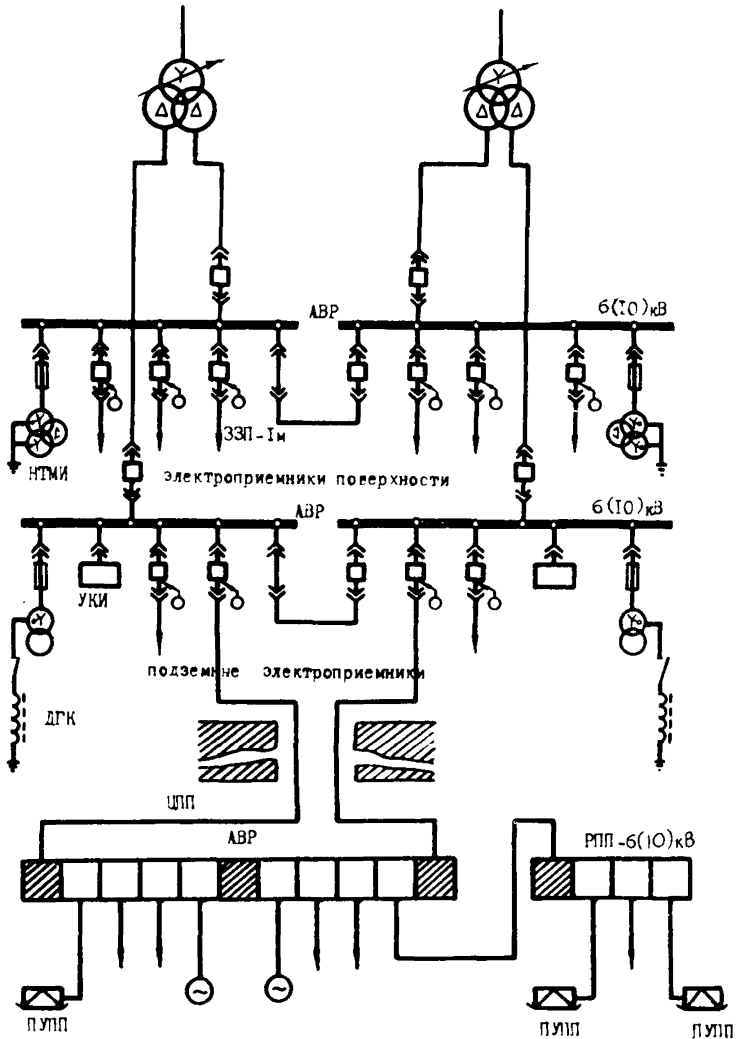 Y Y
Δ Δ Δ Δ
АВР 6(10)кВ
ЗЗП-1м
НТМИ
электроприемники поверхности
АВР 6(10)кВ
УКИ
подземные электроприемники
ДГК
ЦПП
АВР РПП-6(10)кВ
~ ~
ПУПП ПУПП ПУПП